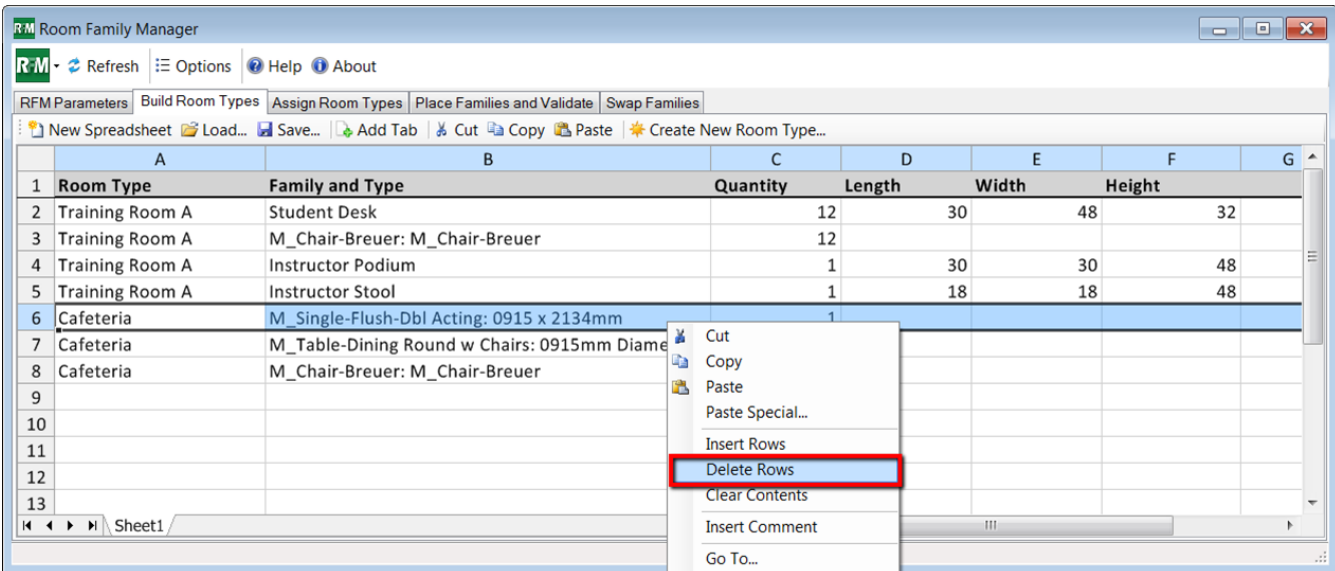 RFM Room Family Manager
RFM Refresh Options Help About
RFM Parameters Build Room Types Assign Room Types Place Families and Validate Swap Families
New Spreadsheet Load... Save... Add Tab Cut Copy Paste Create New Room Type...
A B C D E F G
1 Room Type Family and Type Quantity Length Width Height
2 Training Room A Student Desk 12 30 48 32
3 Training Room A M_Chair-Breuer: M_Chair-Breuer 12
4 Training Room A Instructor Podium 1 30 30 48
5 Training Room A Instructor Stool 1 18 18 48
6 Cafeteria M_Single-Flush-Dbl Acting: 0915 x 2134mm 1
7 Cafeteria M_Table-Dining Round w Chairs: 0915mm Diame
8 Cafeteria M_Chair-Breuer: M_Chair-Breuer
9
10
11
12
13
Sheet1
Cut
Copy
Paste
Paste Special...
Insert Rows
Delete Rows
Clear Contents
Insert Comment
Go To...